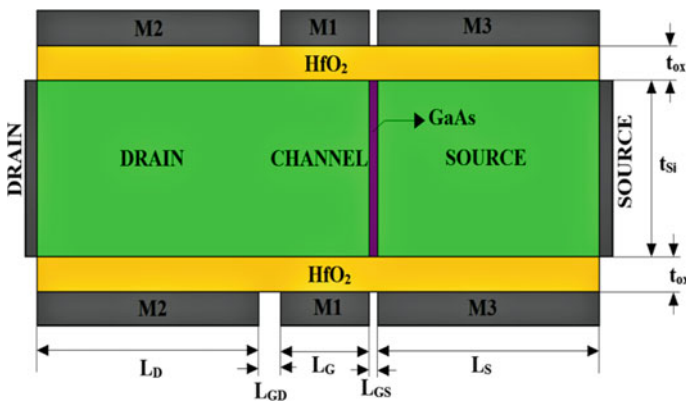 M2 M1 M3
HfO₂
tox
DRAIN
DRAIN
CHANNEL
GaAs
SOURCE
SOURCE
tSi
HfO₂
tox
M2 M1 M3
LD
LGD
LG
LGS
LS